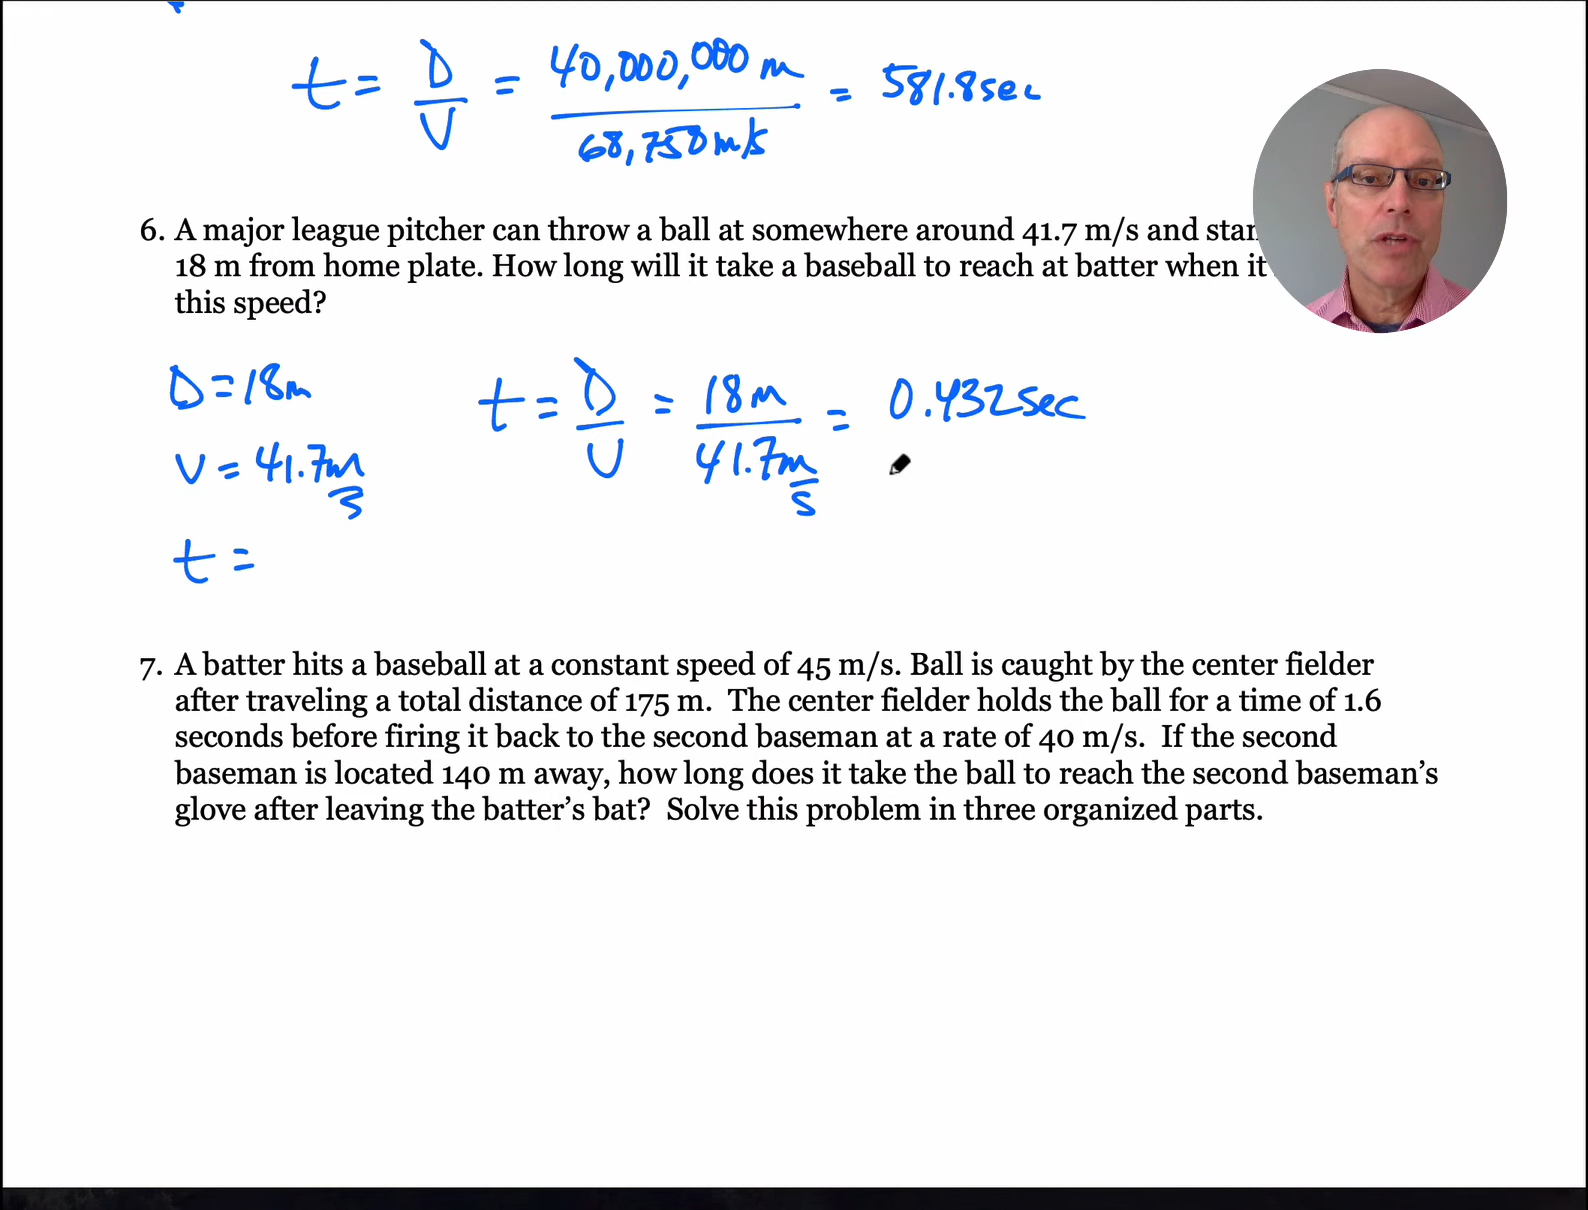 t = D/V = 40,000,000 m / 68,750 m/s = 581.8 sec
6. A major league pitcher can throw a ball at somewhere around 41.7 m/s and
18 m from home plate. How long will it take a baseball to reach at batter when it
this speed?
D = 18m
t = D/V = 18m / 41.7 m/s = 0.432 sec
V = 41.7 m/s
t =
7. A batter hits a baseball at a constant speed of 45 m/s. Ball is caught by the center fielder
after traveling a total distance of 175 m. The center fielder holds the ball for a time of 1.6
seconds before firing it back to the second baseman at a rate of 40 m/s. If the second
baseman is located 140 m away, how long does it take the ball to reach the second baseman’s
glove after leaving the batter’s bat? Solve this problem in three organized parts.